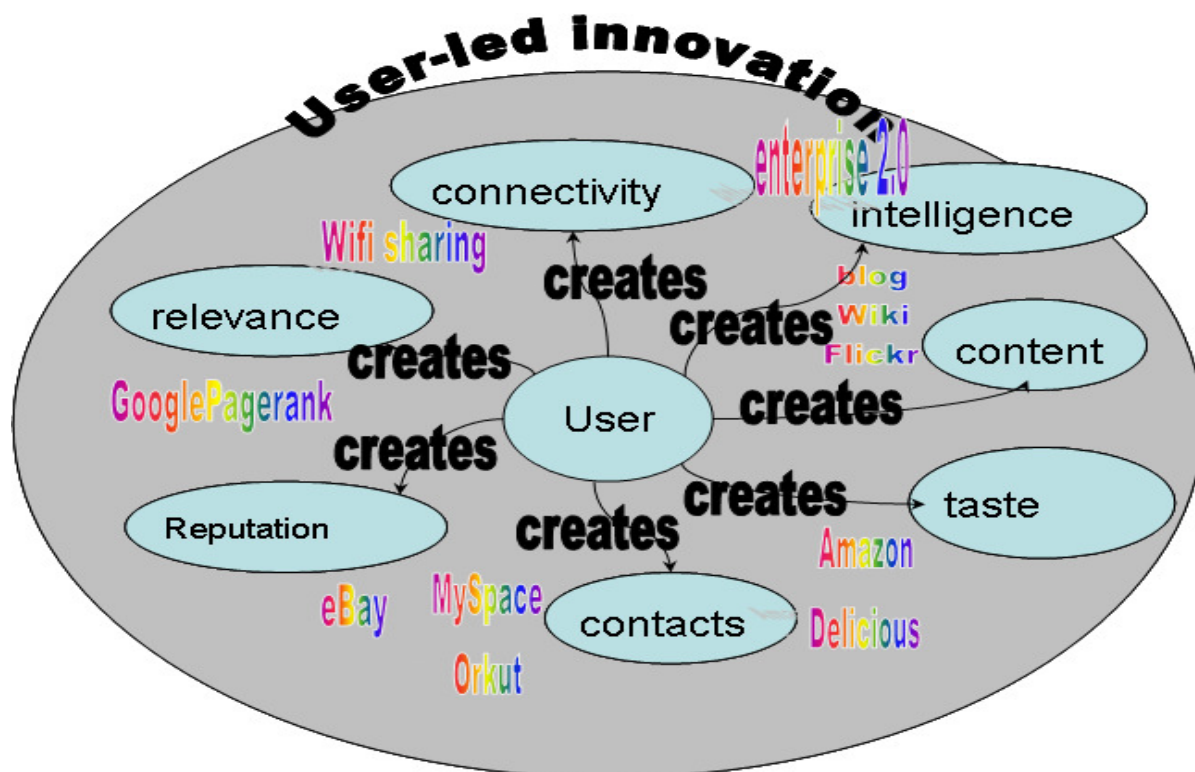 User-led innovation
enterprise 2.0
connectivity
intelligence
Wifi sharing
creates
blog
relevance
creates
Wiki
creates
Flickr
content
GooglePagerank
creates
User
creates
creates
Reputation
creates
creates
taste
Amazon
eBay
MySpace
contacts
Delicious
Orkut